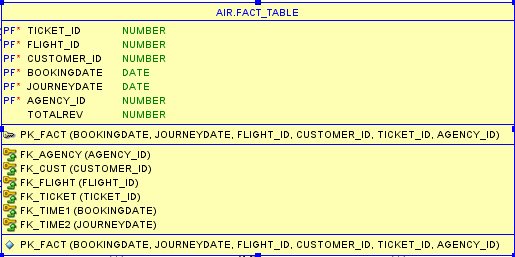 AIR.FACT_TABLE
PF* TICKET_ID NUMBER
PF* FLIGHT_ID NUMBER
PF* CUSTOMER_ID NUMBER
PF* BOOKINGDATE DATE
PF* JOURNEYDATE DATE
PF* AGENCY_ID NUMBER
TOTALREV NUMBER
PK_FACT (BOOKINGDATE, JOURNEYDATE, FLIGHT_ID, CUSTOMER_ID, TICKET_ID, AGENCY_ID)
FK_AGENCY (AGENCY_ID)
FK_CUST (CUSTOMER_ID)
FK_FLIGHT (FLIGHT_ID)
FK_TICKET (TICKET_ID)
FK_TIME1 (BOOKINGDATE)
FK_TIME2 (JOURNEYDATE)
PK_FACT (BOOKINGDATE, JOURNEYDATE, FLIGHT_ID, CUSTOMER_ID, TICKET_ID, AGENCY_ID)